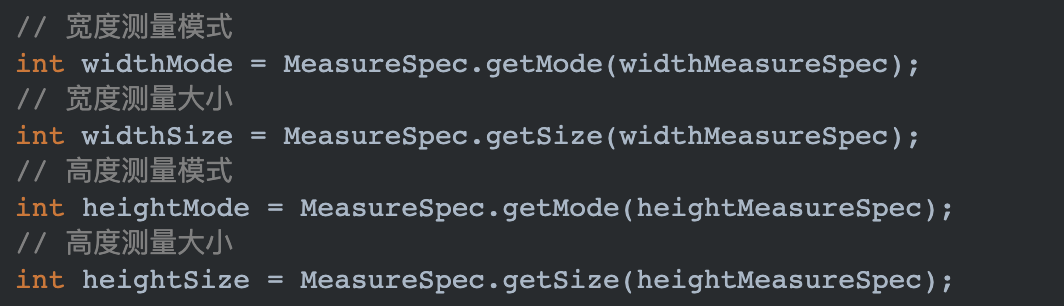 // 宽度测量模式
int widthMode = MeasureSpec.getMode(widthMeasureSpec);
// 宽度测量大小
int widthSize = MeasureSpec.getSize(widthMeasureSpec);
// 高度测量模式
int heightMode = MeasureSpec.getMode(heightMeasureSpec);
// 高度测量大小
int heightSize = MeasureSpec.getSize(heightMeasureSpec);